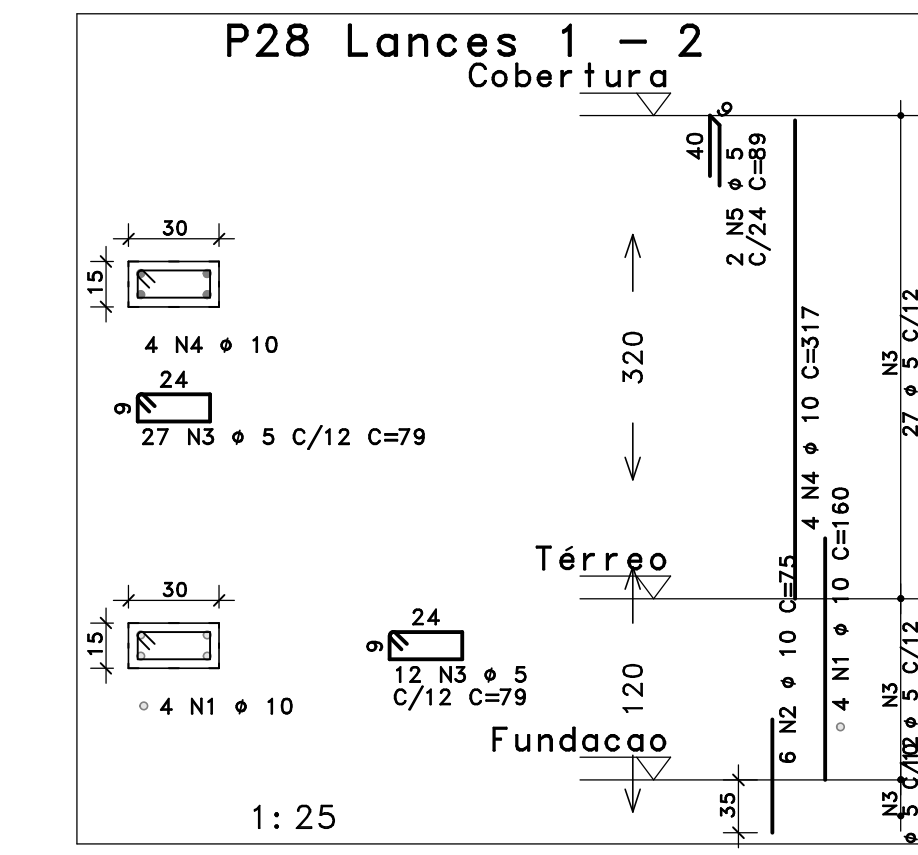 P28 Lances 1 - 2
Cobertura
6
40
2 N5 ø 5
C/24 C=89
30
15
4 N4 ø 10
24
9
27 N3 ø 5 C/12 C=79
320
4 N4 ø 10 C=317
N3
27 ø 5 C/12
Térreo
30
15
4 N1 ø 10
24
9
12 N3 ø 5
C/12 C=79
120
6 N2 ø 10 C=75
4 N1 ø 10 C=160
N3
ø 5 C/12
Fundacao
35
N3
ø 5 C/12
1:25